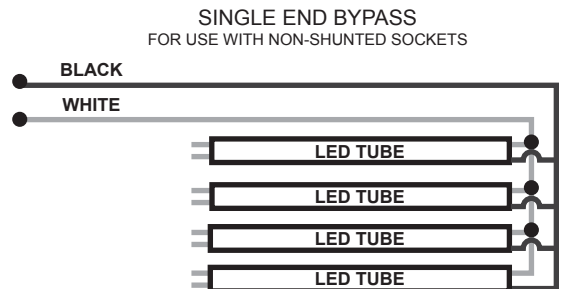 SINGLE END BYPASS
FOR USE WITH NON-SHUNTED SOCKETS
BLACK
WHITE
LED TUBE
LED TUBE
LED TUBE
LED TUBE